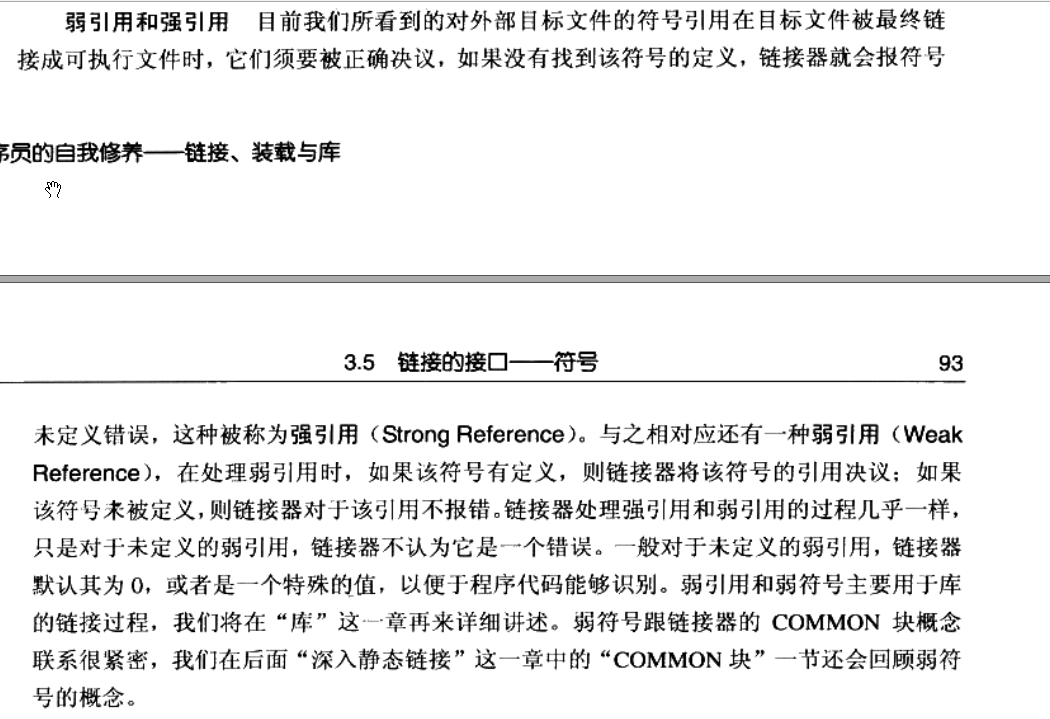 弱引用和强引用 目前我们所看到的对外部目标文件的符号引用在目标文件被最终链
接成可执行文件时，它们须要被正确决议，如果没有找到该符号的定义，链接器就会报符号
序员的自我修养——链接、装载与库
3.5 链接的接口——符号 93
未定义错误，这种被称为强引用（Strong Reference）。与之相对应还有一种弱引用（Weak
Reference），在处理弱引用时，如果该符号有定义，则链接器将该符号的引用决议；如果
该符号未被定义，则链接器对于该引用不报错。链接器处理强引用和弱引用的过程几乎一样，
只是对于未定义的弱引用，链接器不认为它是一个错误。一般对于未定义的弱引用，链接器
默认其为 0，或者是一个特殊的值，以便于程序代码能够识别。弱引用和弱符号主要用于库
的链接过程，我们将在“库”这一章再来详细讲述。弱符号跟链接器的 COMMON 块概念
联系很紧密，我们在后面“深入静态链接”这一章中的“COMMON 块”一节还会回顾弱符
号的概念。